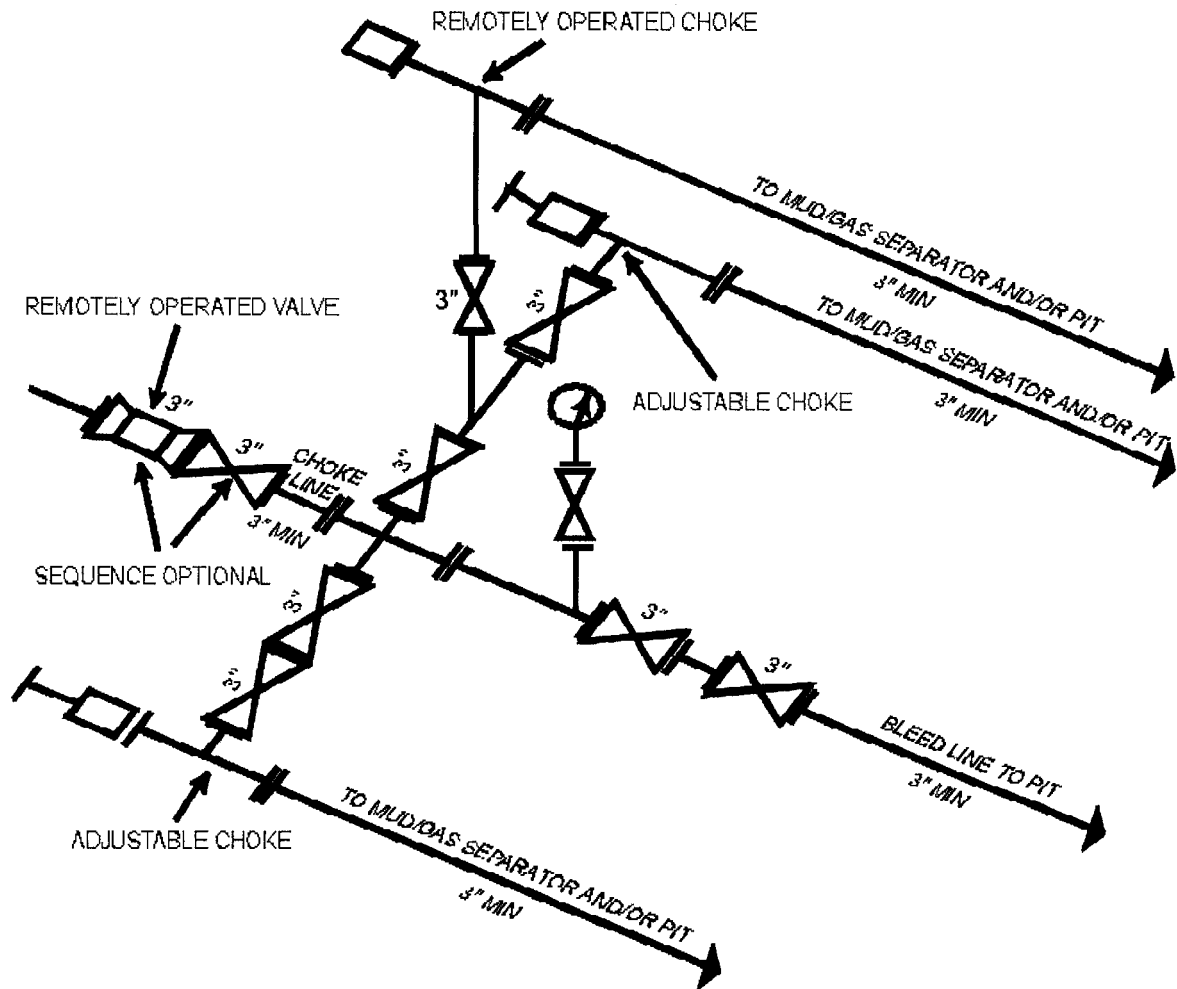 REMOTELY OPERATED CHOKE
TO MUD/GAS SEPARATOR AND/OR PIT
3" MIN
REMOTELY OPERATED VALVE
3"
3"
TO MUD/GAS SEPARATOR AND/OR PIT
3" MIN
ADJUSTABLE CHOKE
3"
3"
CHOKE
LINE
3"
3" MIN
SEQUENCE OPTIONAL
3"
3"
3"
3"
BLEED LINE TO PIT
3" MIN
ADJUSTABLE CHOKE
TO MUD/GAS SEPARATOR AND/OR PIT
3" MIN